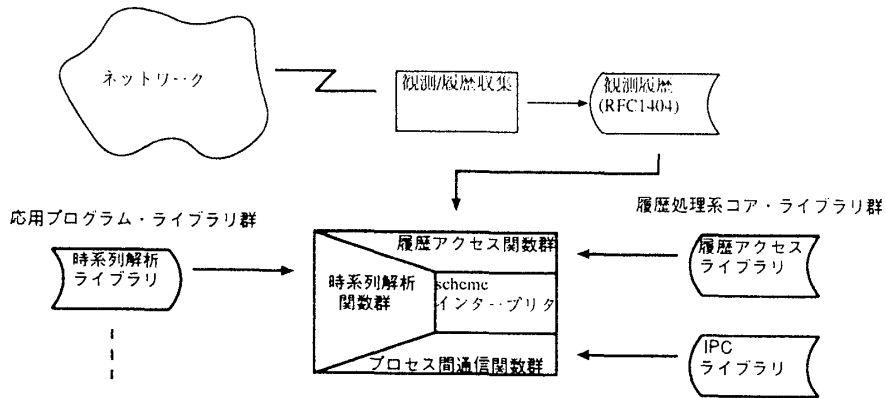 ネットワーク
観測/履歴収集
観測履歴
(RFC1404)
応用プログラム・ライブラリ群
履歴処理系コア・ライブラリ群
時系列解析
ライブラリ
履歴アクセス関数群
時系列解析
関数群
scheme
インタープリタ
プロセス間通信関数群
履歴アクセス
ライブラリ
IPC
ライブラリ